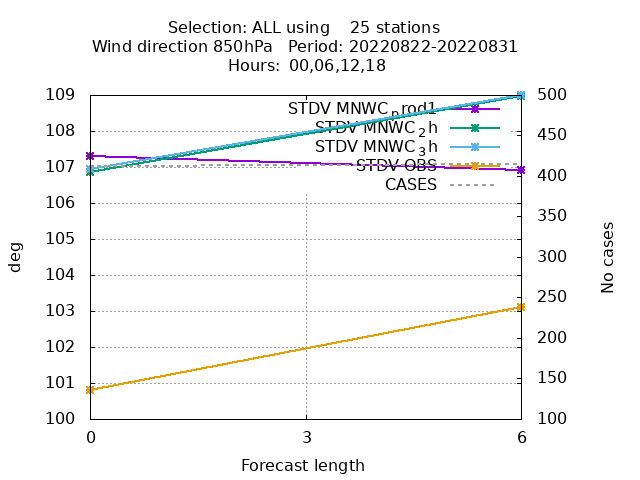 Selection: ALL using 25 stations
Wind direction 850hPa Period: 20220822-20220831
Hours: 00,06,12,18
109
108
107
106
105
104
103
102
101
100
500
450
400
350
300
250
200
150
100
STDV MNWC_prod1
STDV MNWC_2h
STDV MNWC_3h
STDV OBS
CASES
deg
No cases
0 3 6
Forecast length